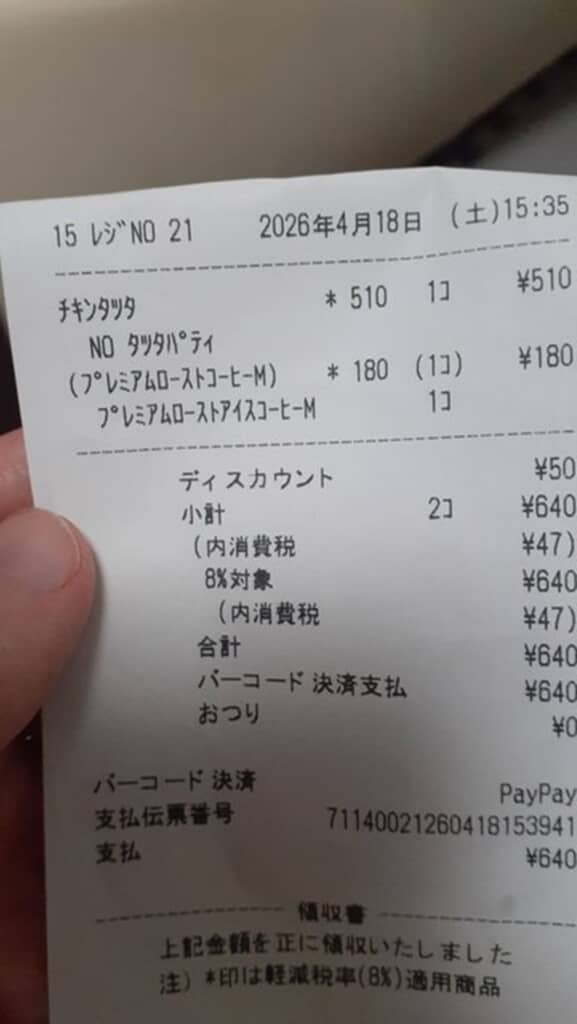 15 ﾚｼﾞNO 21 2026年4月18日 (土)15:35
ﾁｷﾝﾀﾂﾀ * 510 1ｺ ¥510
NO ﾀﾂﾀﾊﾟﾃｨ
(ﾌﾟﾚﾐｱﾑﾛｰｽﾄｺｰﾋｰM) * 180 (1ｺ) ¥180
ﾌﾟﾚﾐｱﾑﾛｰｽﾄｱｲｽｺｰﾋｰM 1ｺ
ディスカウント ¥50
小計 2ｺ ¥640
(内消費税 ¥47)
8%対象 ¥640
(内消費税 ¥47)
合計 ¥640
バーコード決済支払 ¥640
おつり ¥0
バーコード決済 PayPay
支払伝票番号 71140021260418153941
支払 ¥640
領収書
上記金額を正に領収いたしました
注) *印は軽減税率(8%)適用商品